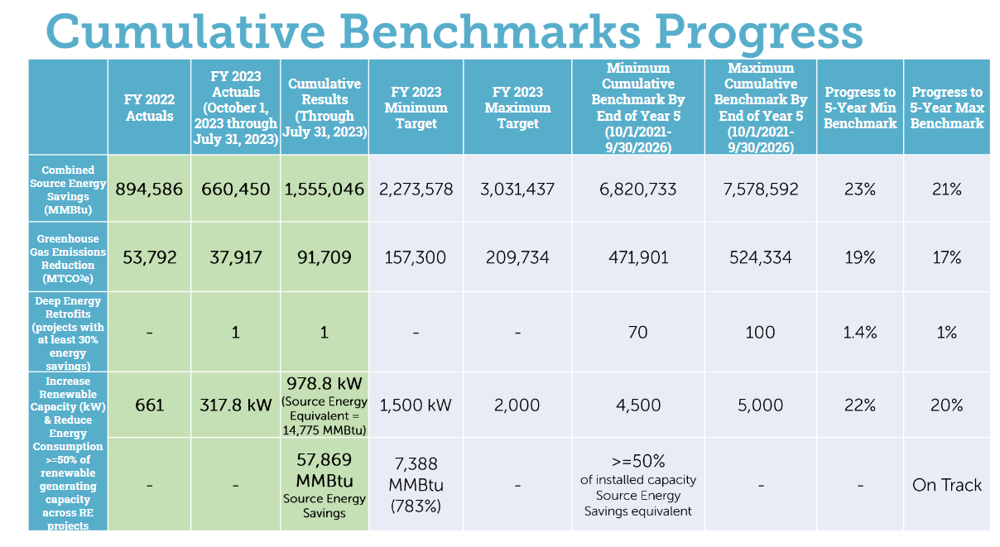 Cumulative Benchmarks Progress
FY 2022
Actuals
FY 2023
Actuals
(October 1,
2023 through
July 31, 2023)
Cumulative
Results
(Through
July 31, 2023)
FY 2023
Minimum
Target
FY 2023
Maximum
Target
Minimum
Cumulative
Benchmark By
End of Year 5
(10/1/2021-
9/30/2026)
Maximum
Cumulative
Benchmark By
End of Year 5
(10/1/2021-
9/30/2026)
Progress to
5-Year Min
Benchmark
Progress to
5-Year Max
Benchmark
Combined
Source Energy
Savings
(MMBtu)
894,586
660,450
1,555,046
2,273,578
3,031,437
6,820,733
7,578,592
23%
21%
Greenhouse
Gas Emissions
Reduction
(MTCO²e)
53,792
37,917
91,709
157,300
209,734
471,901
524,334
19%
17%
Deep Energy
Retrofits
(projects with
at least 30%
energy
savings)
-
1
1
-
-
70
100
1.4%
1%
Increase
Renewable
Capacity (kW)
& Reduce
Energy
Consumption
>=50% of
renewable
generating
capacity
across RE
projects
661
317.8 kW
978.8 kW
(Source Energy
Equivalent =
14,775 MMBtu)
1,500 kW
2,000
4,500
5,000
22%
20%
-
-
57,869
MMBtu
Source Energy
Savings
7,388
MMBtu
(783%)
-
>=50%
of installed capacity
Source Energy
Savings equivalent
-
-
On Track